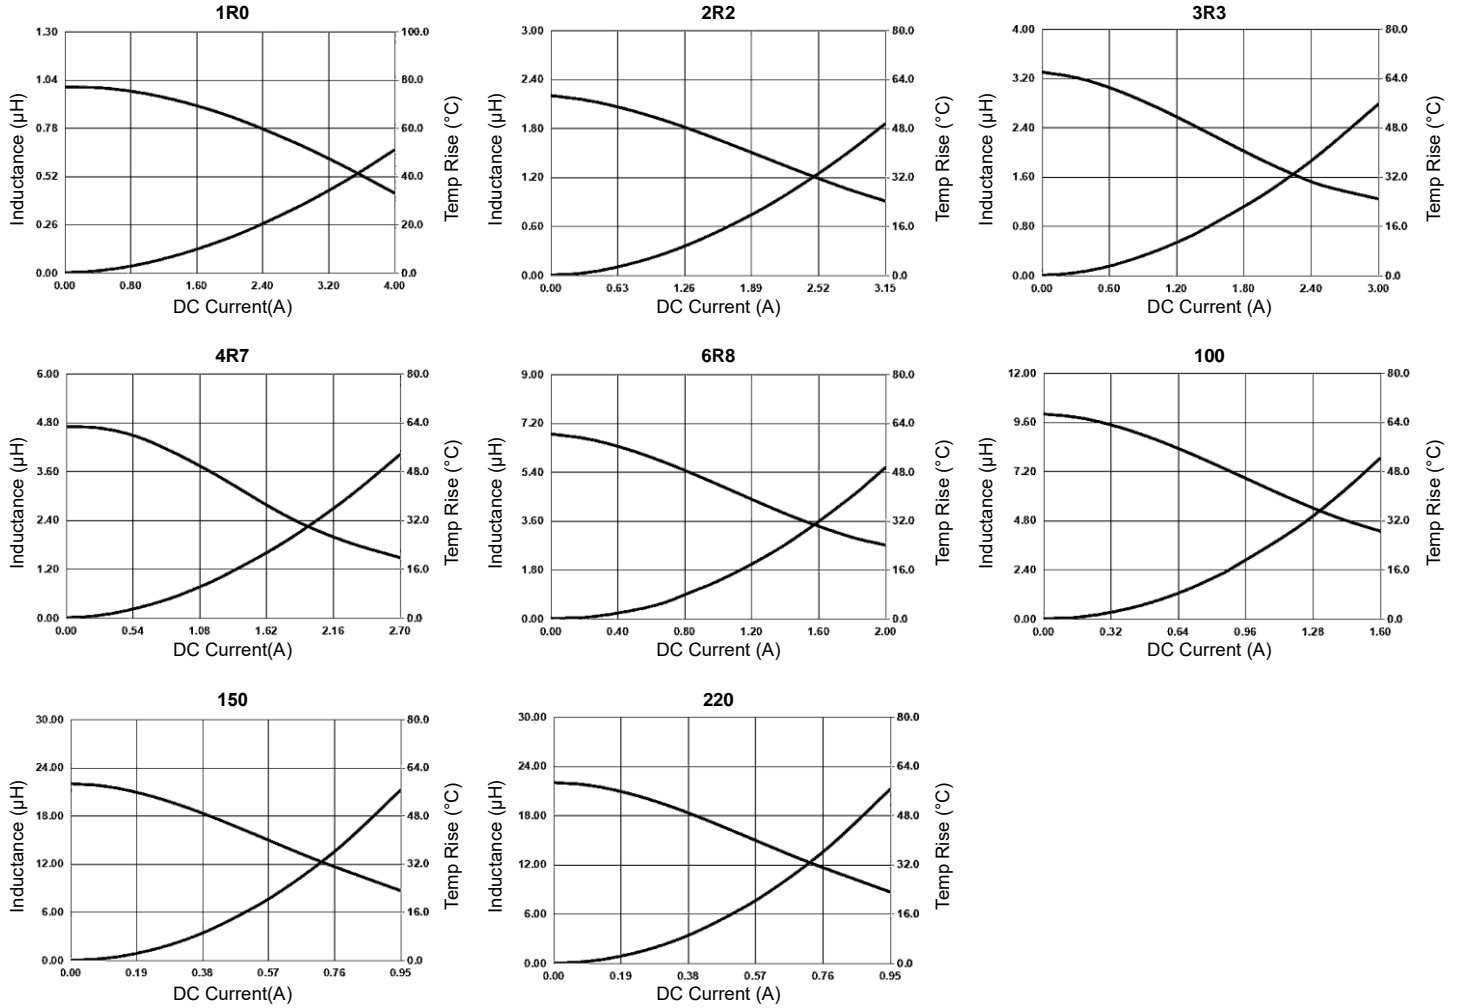 1R0
1.30 100.0
1.04 80.0
0.78 60.0
0.52 40.0
0.26 20.0
0.00 0.0
0.00 0.80 1.60 2.40 3.20 4.00
Inductance (µH)
Temp Rise (°C)
DC Current(A)
2R2
3.00 80.0
2.40 64.0
1.80 48.0
1.20 32.0
0.60 16.0
0.00 0.0
0.00 0.63 1.26 1.89 2.52 3.15
Inductance (µH)
Temp Rise (°C)
DC Current (A)
3R3
4.00 80.0
3.20 64.0
2.40 48.0
1.60 32.0
0.80 16.0
0.00 0.0
0.00 0.60 1.20 1.80 2.40 3.00
Inductance (µH)
Temp Rise (°C)
DC Current (A)
4R7
6.00 80.0
4.80 64.0
3.60 48.0
2.40 32.0
1.20 16.0
0.00 0.0
0.00 0.54 1.08 1.62 2.16 2.70
Inductance (µH)
Temp Rise (°C)
DC Current(A)
6R8
9.00 80.0
7.20 64.0
5.40 48.0
3.60 32.0
1.80 16.0
0.00 0.0
0.00 0.40 0.80 1.20 1.60 2.00
Inductance (µH)
Temp Rise (°C)
DC Current (A)
100
12.00 80.0
9.60 64.0
7.20 48.0
4.80 32.0
2.40 16.0
0.00 0.0
0.00 0.32 0.64 0.96 1.28 1.60
Inductance (µH)
Temp Rise (°C)
DC Current (A)
150
30.00 80.0
24.00 64.0
18.00 48.0
12.00 32.0
6.00 16.0
0.00 0.0
0.00 0.19 0.38 0.57 0.76 0.95
Inductance (µH)
Temp Rise (°C)
DC Current(A)
220
30.00 80.0
24.00 64.0
18.00 48.0
12.00 32.0
6.00 16.0
0.00 0.0
0.00 0.19 0.38 0.57 0.76 0.95
Inductance (µH)
Temp Rise (°C)
DC Current (A)